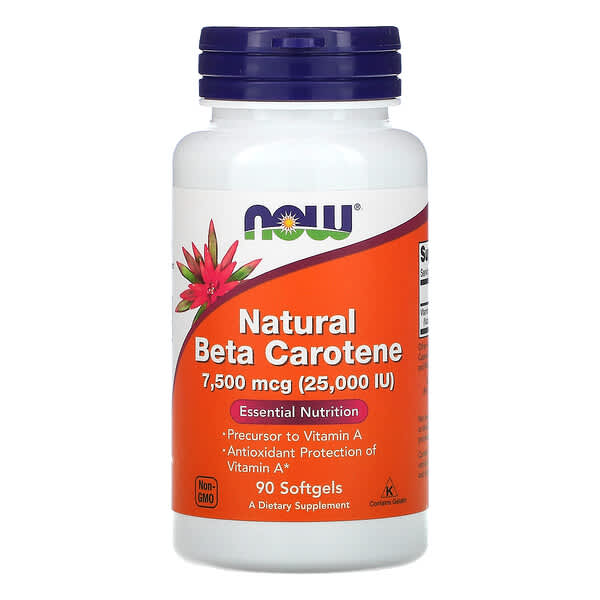 NOW
NOW®
Natural
Beta Carotene
7,500 mcg (25,000 IU)
Essential Nutrition
• Precursor to Vitamin A
• Antioxidant Protection of
Vitamin A*
90 Softgels
A Dietary Supplement
Non-
GMO
K
Contains Gelatin